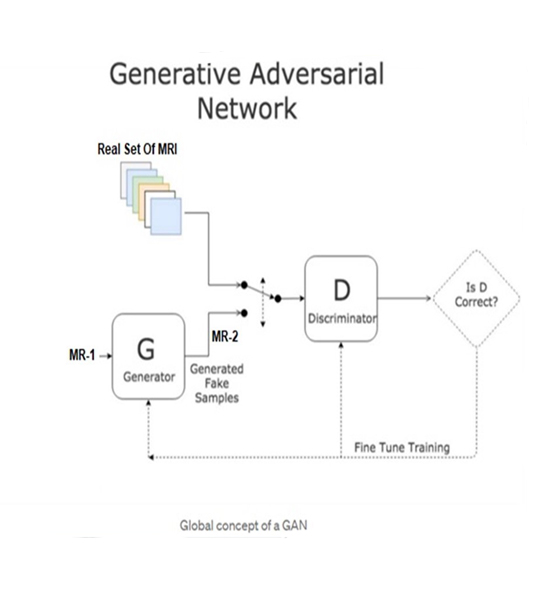 Generative Adversarial
Network
Real Set Of MRI
D
Discriminator
Is D
Correct?
MR-1
G
Generator
MR-2
Generated
Fake
Samples
Fine Tune Training
Global concept of a GAN